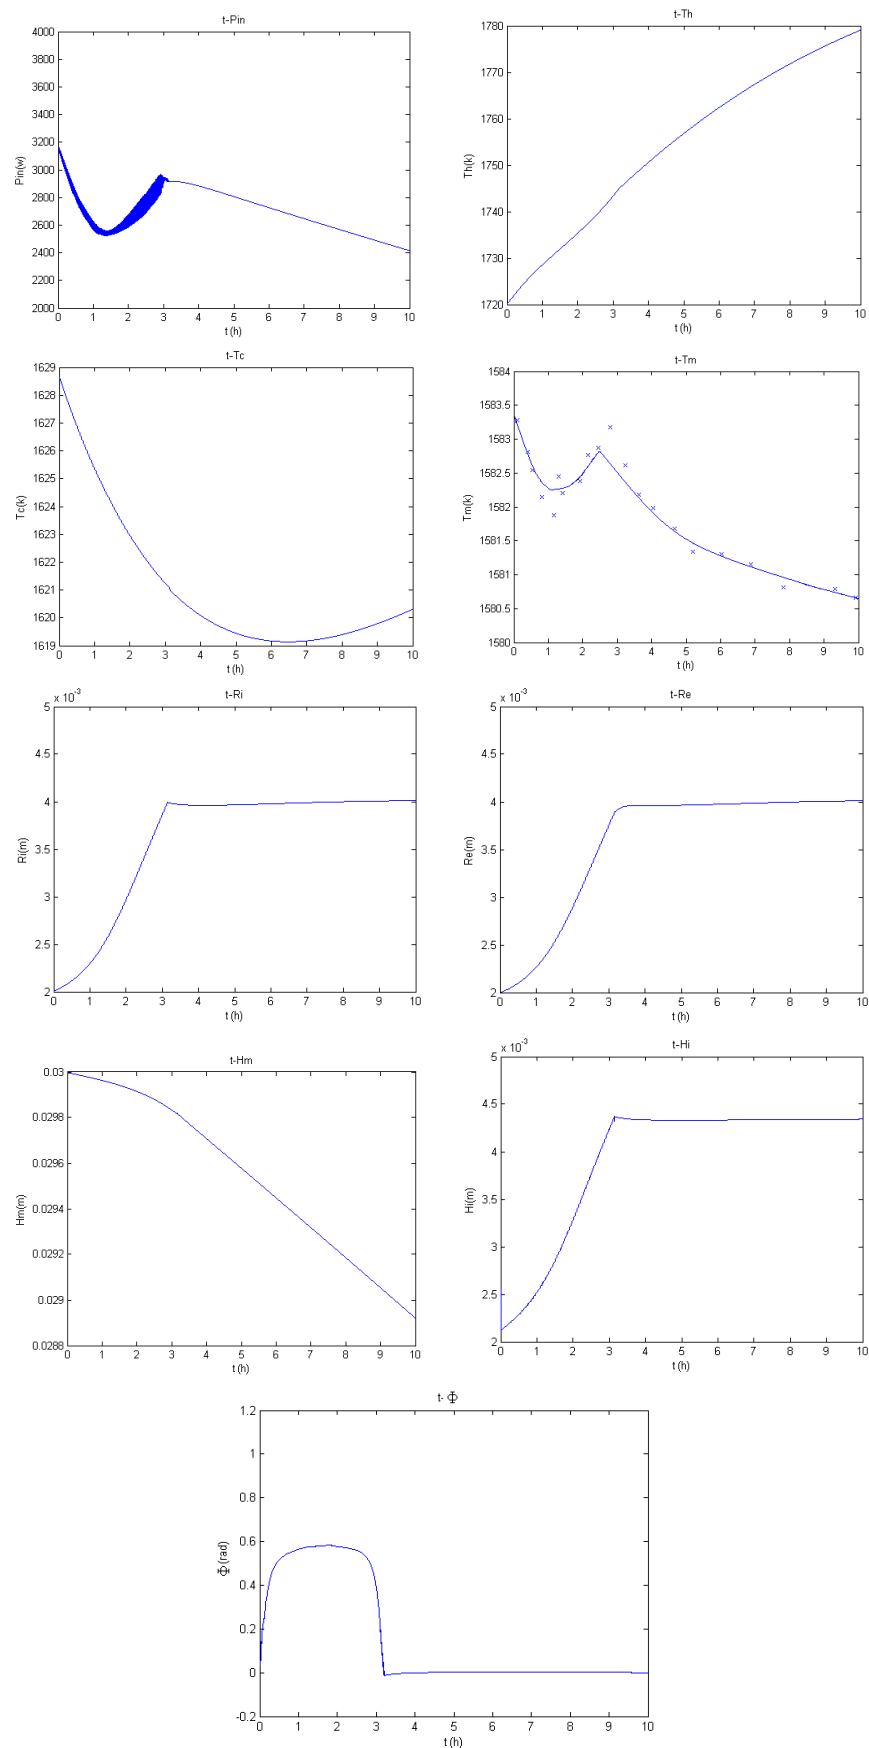 t-Pin
4000
3800
3600
3400
3200
3000
2800
2600
2400
2200
2000
Pin(w)
0 1 2 3 4 5 6 7 8 9 10
t (h)
t-Th
1780
1770
1760
1750
1740
1730
1720
Th(k)
0 1 2 3 4 5 6 7 8 9 10
t (h)
t-Tc
1629
1628
1627
1626
1625
1624
1623
1622
1621
1620
1619
Tc(k)
0 1 2 3 4 5 6 7 8 9 10
t (h)
t-Tm
1584
1583.5
1583
1582.5
1582
1581.5
1581
1580.5
1580
Tm(k)
0 1 2 3 4 5 6 7 8 9 10
t (h)
t-Ri
x 10⁻³
5
4.5
4
3.5
3
2.5
2
Ri(m)
0 1 2 3 4 5 6 7 8 9 10
t (h)
t-Re
x 10⁻³
5
4.5
4
3.5
3
2.5
2
Re(m)
0 1 2 3 4 5 6 7 8 9 10
t (h)
t-Hm
0.03
0.0298
0.0296
0.0294
0.0292
0.029
0.0288
Hm(m)
0 1 2 3 4 5 6 7 8 9 10
t (h)
t-Hi
x 10⁻³
5
4.5
4
3.5
3
2.5
2
Hi(m)
0 1 2 3 4 5 6 7 8 9 10
t (h)
t- Φ
1.2
1
0.8
0.6
0.4
0.2
0
-0.2
Φ (rad)
0 1 2 3 4 5 6 7 8 9 10
t (h)